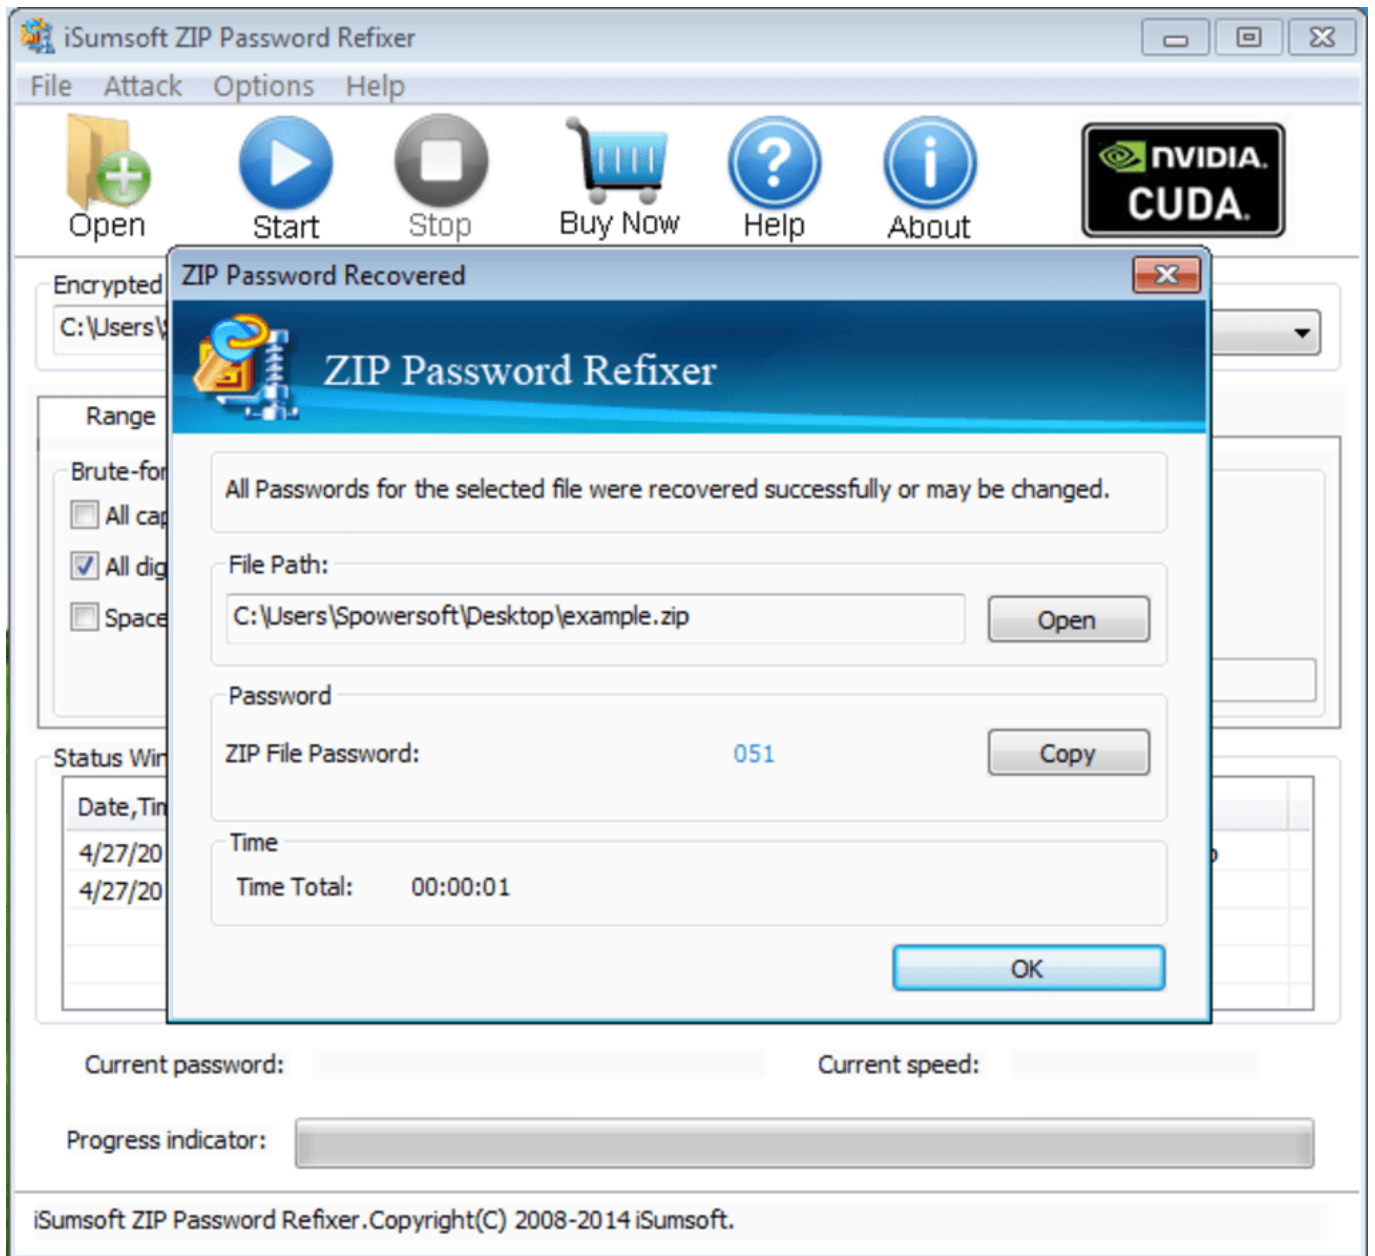 iSumsoft ZIP Password Refixer
File Attack Options Help
Open Start Stop Buy Now Help About
NVIDIA.
CUDA.
Encrypted
ZIP Password Recovered
C:\Users\
ZIP Password Refixer
Range
Brute-for
All Passwords for the selected file were recovered successfully or may be changed.
All cap
File Path:
All dig
C:\Users\Spowersoft\Desktop\example.zip Open
Space
Password
ZIP File Password: 051 Copy
Status Win
Date,Tim
Time
4/27/20
Time Total: 00:00:01
4/27/20
OK
Current password: Current speed:
Progress indicator:
iSumsoft ZIP Password Refixer.Copyright(C) 2008-2014 iSumsoft.